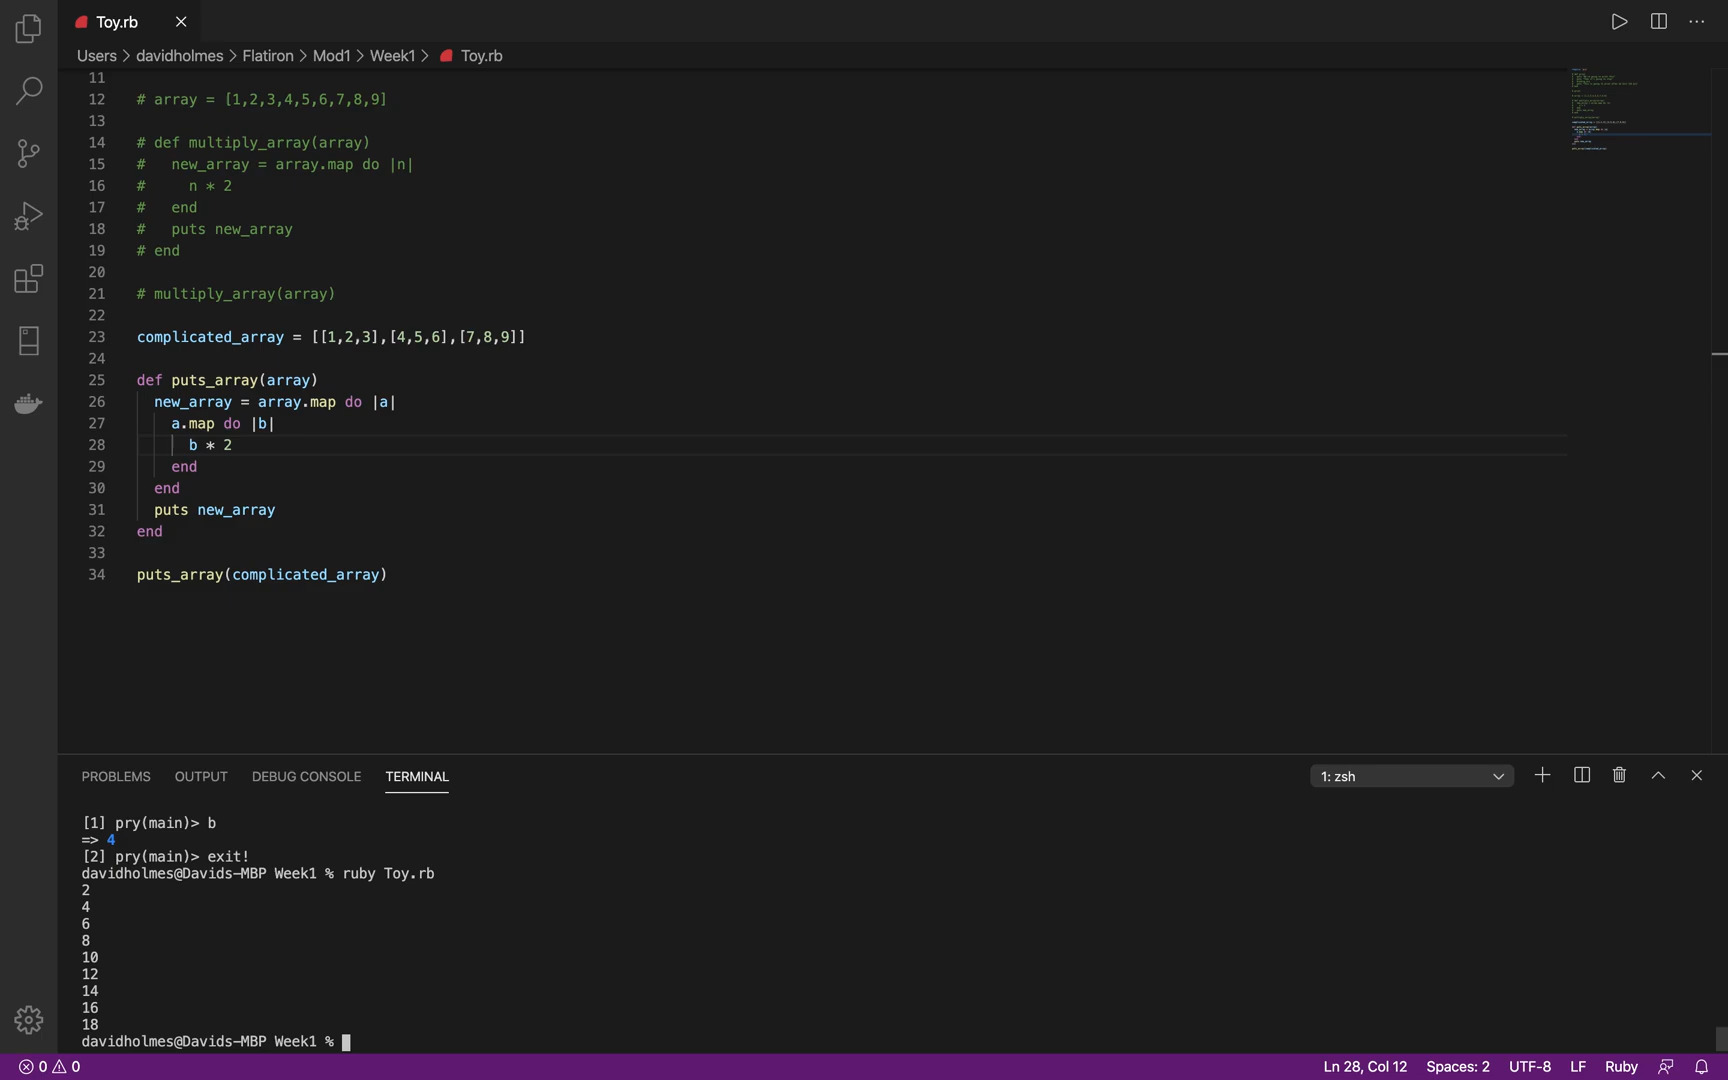 Toy.rb
Users > davidholmes > Flatiron > Mod1 > Week1 > Toy.rb
11
12 # array = [1,2,3,4,5,6,7,8,9]
13
14 # def multiply_array(array)
15 #   new_array = array.map do |n|
16 #     n * 2
17 #   end
18 #   puts new_array
19 # end
20
21 # multiply_array(array)
22
23 complicated_array = [[1,2,3],[4,5,6],[7,8,9]]
24
25 def puts_array(array)
26   new_array = array.map do |a|
27     a.map do |b|
28       b * 2
29     end
30   end
31   puts new_array
32 end
33
34 puts_array(complicated_array)
PROBLEMS OUTPUT DEBUG CONSOLE TERMINAL 1: zsh
[1] pry(main)> b
=> 4
[2] pry(main)> exit!
davidholmes@Davids-MBP Week1 % ruby Toy.rb
2
4
6
8
10
12
14
16
18
davidholmes@Davids-MBP Week1 %
0 0 Ln 28, Col 12 Spaces: 2 UTF-8 LF Ruby